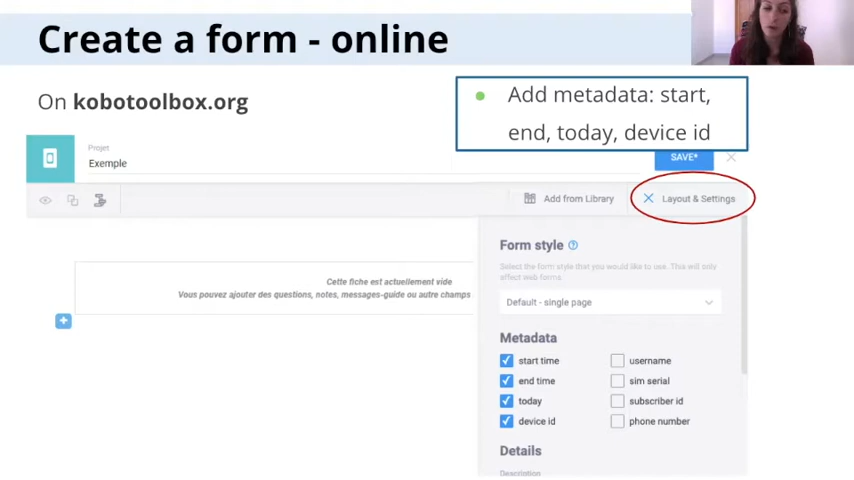 Create a form - online
On kobotoolbox.org
Add metadata: start,
end, today, device id
Projet
Exemple
SAVE*
Add from Library
Layout & Settings
Form style
Select the form style that you would like to use. This will only
affect web forms.
Default - single page
Cette fiche est actuellement vide
Vous pouvez ajouter des questions, notes, messages-guide ou autre champs
Metadata
start time
username
end time
sim serial
today
subscriber id
device id
phone number
Details
Description